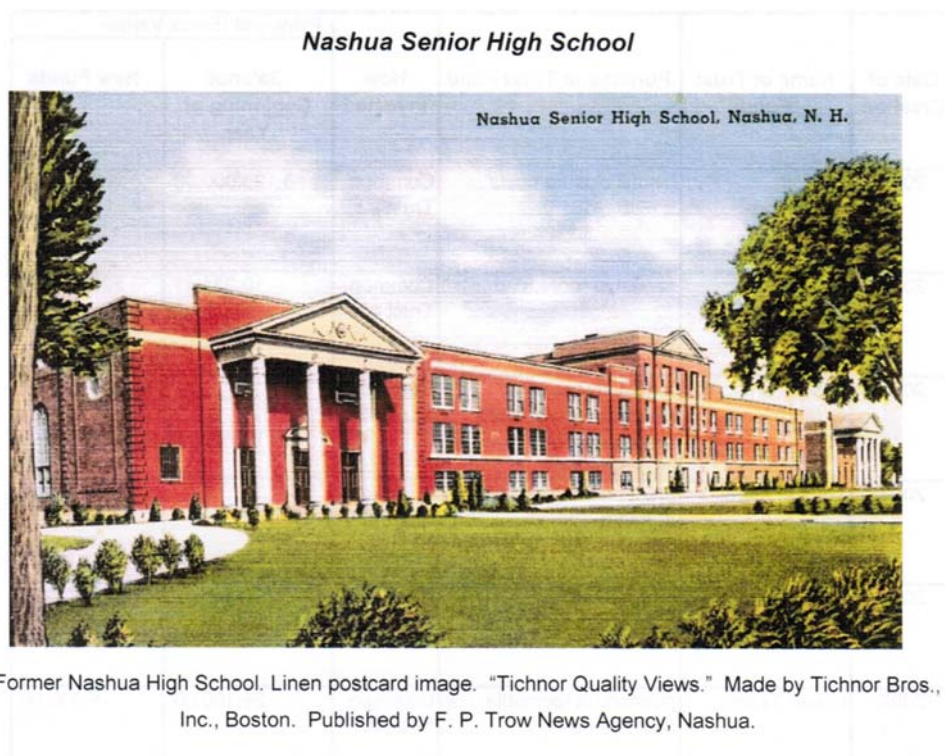 Nashua Senior High School
Nashua Senior High School, Nashua, N. H.
Former Nashua High School. Linen postcard image. “Tichnor Quality Views.” Made by Tichnor Bros.,
Inc., Boston. Published by F. P. Trow News Agency, Nashua.